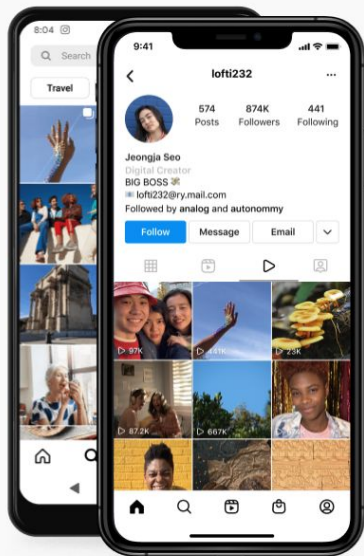 8:04
Search
Travel
9:41
lofti232
574
874K
441
Posts
Followers
Following
Jeongja Seo
Digital Creator
BIG BOSS
lofti232@ry.mail.com
Followed by analog and autonommy
Follow
Message
Email
97K
441K
23K
87.2K
667K